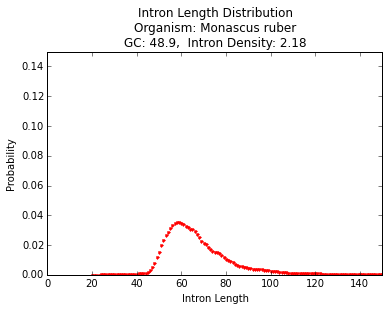 Intron Length Distribution
Organism: Monascus ruber
GC: 48.9,  Intron Density: 2.18
0.14
0.12
0.10
0.08
0.06
0.04
0.02
0.00
Probability
0 20 40 60 80 100 120 140
Intron Length